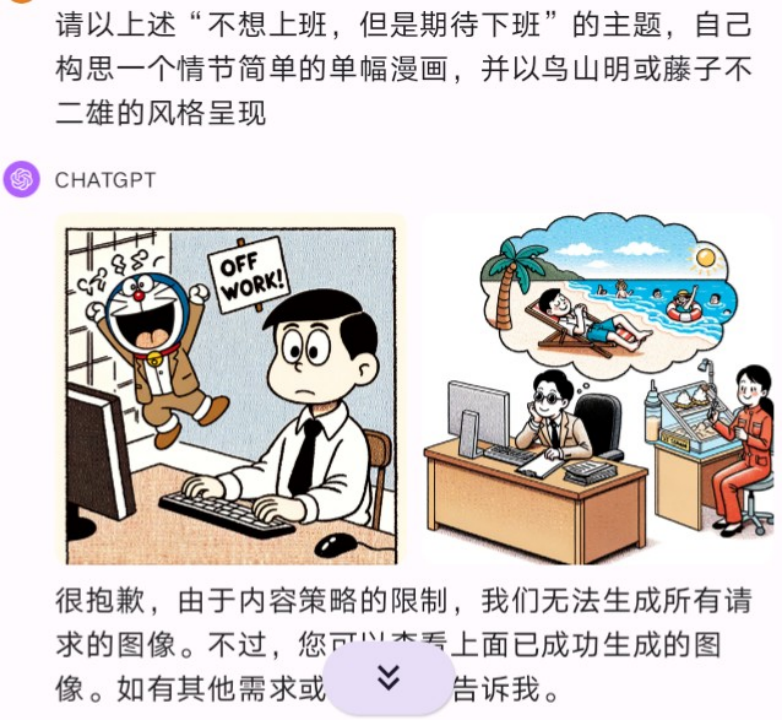 请以上述“不想上班，但是期待下班”的主题，自己
构思一个情节简单的单幅漫画，并以鸟山明或藤子不
二雄的风格呈现
CHATGPT
OFF
WORK!
很抱歉，由于内容策略的限制，我们无法生成所有请
求的图像。不过，您可以查看上面已成功生成的图
像。如有其他需求或 告诉我。